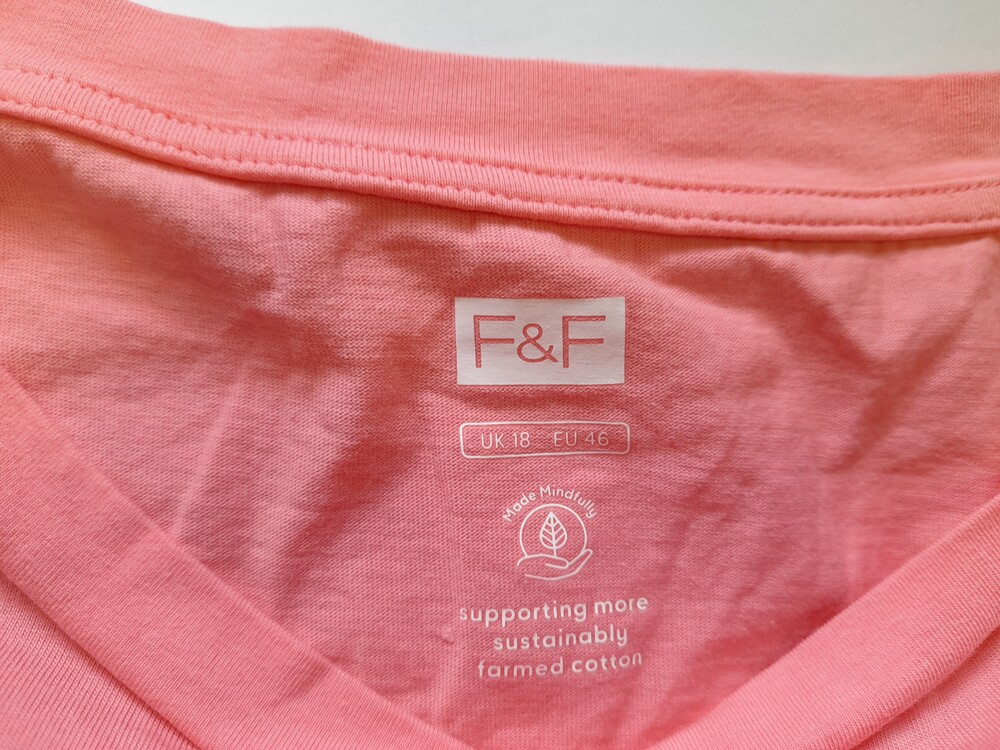 F&F
UK 18 EU 46
Made Mindfully
supporting more
sustainably
farmed cotton